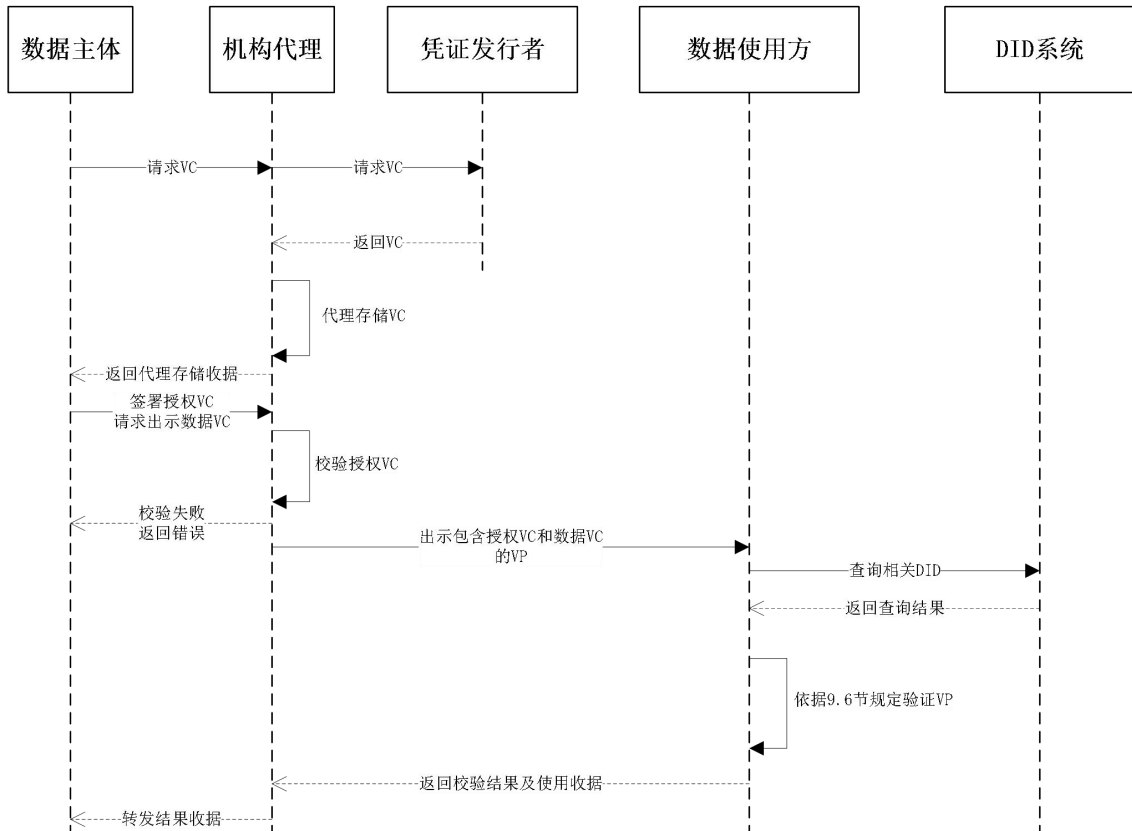 数据主体
机构代理
凭证发行者
数据使用方
DID系统
请求VC
请求VC
返回VC
代理存储VC
返回代理存储收据
签署授权VC
请求出示数据VC
校验授权VC
校验失败
返回错误
出示包含授权VC和数据VC
的VP
查询相关DID
返回查询结果
依据9.6节规定验证VP
返回校验结果及使用收据
转发结果收据